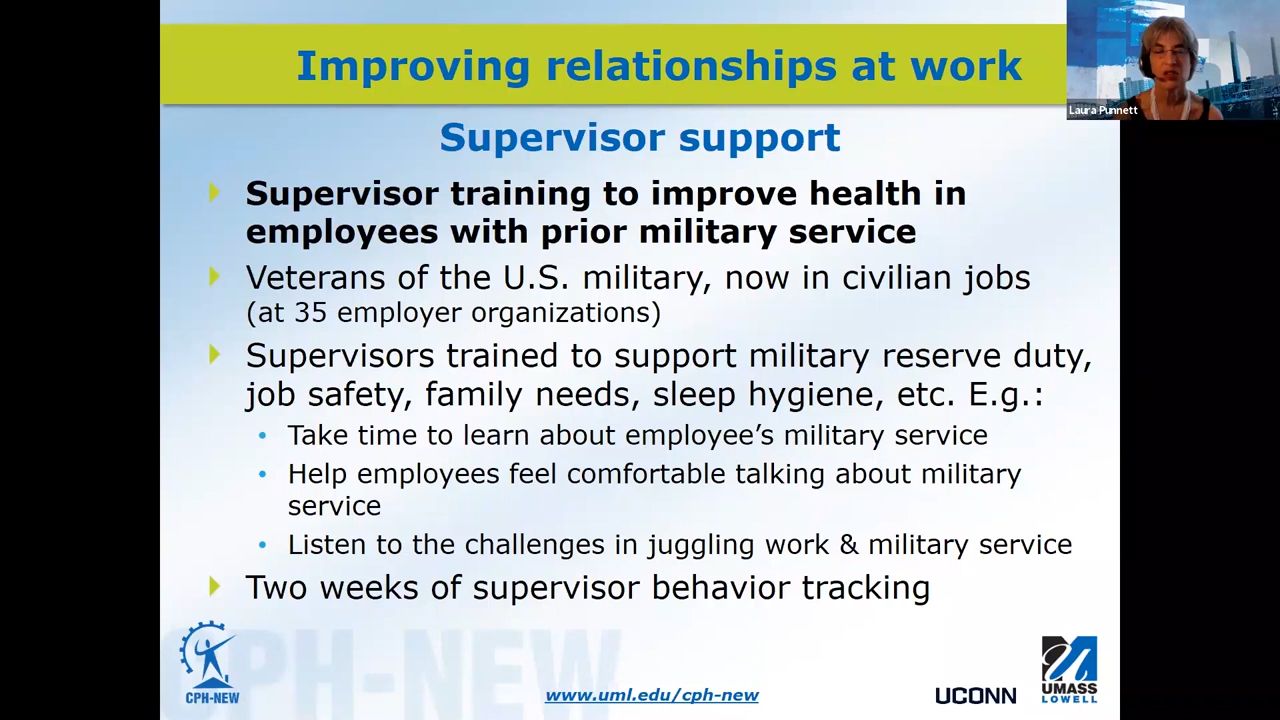 Improving relationships at work
Laura Punnett
Supervisor support
Supervisor training to improve health in
employees with prior military service
Veterans of the U.S. military, now in civilian jobs
(at 35 employer organizations)
Supervisors trained to support military reserve duty,
job safety, family needs, sleep hygiene, etc. E.g.:
• Take time to learn about employee’s military service
• Help employees feel comfortable talking about military
service
• Listen to the challenges in juggling work & military service
Two weeks of supervisor behavior tracking
CPH-NEW
CPH-NEW
www.uml.edu/cph-new
UCONN
UMASS
LOWELL